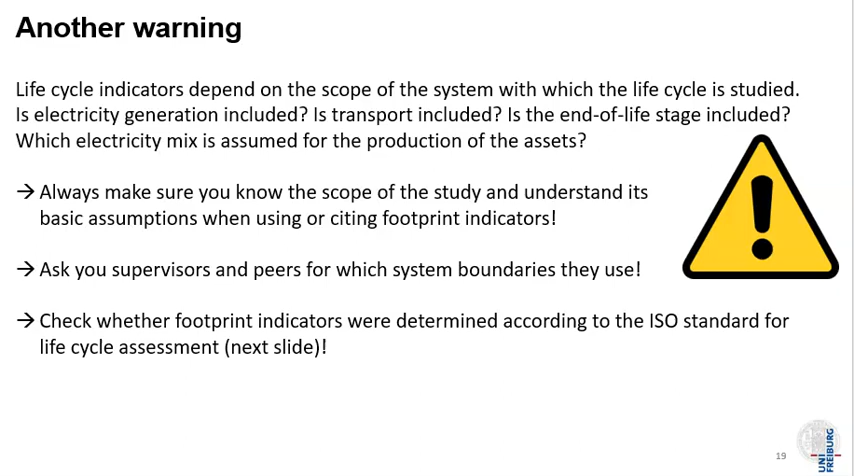 Another warning
Life cycle indicators depend on the scope of the system with which the life cycle is studied.
Is electricity generation included? Is transport included? Is the end-of-life stage included?
Which electricity mix is assumed for the production of the assets?
→ Always make sure you know the scope of the study and understand its
basic assumptions when using or citing footprint indicators!
→ Ask you supervisors and peers for which system boundaries they use!
→ Check whether footprint indicators were determined according to the ISO standard for
life cycle assessment (next slide)!
19
UNI
FREIBURG